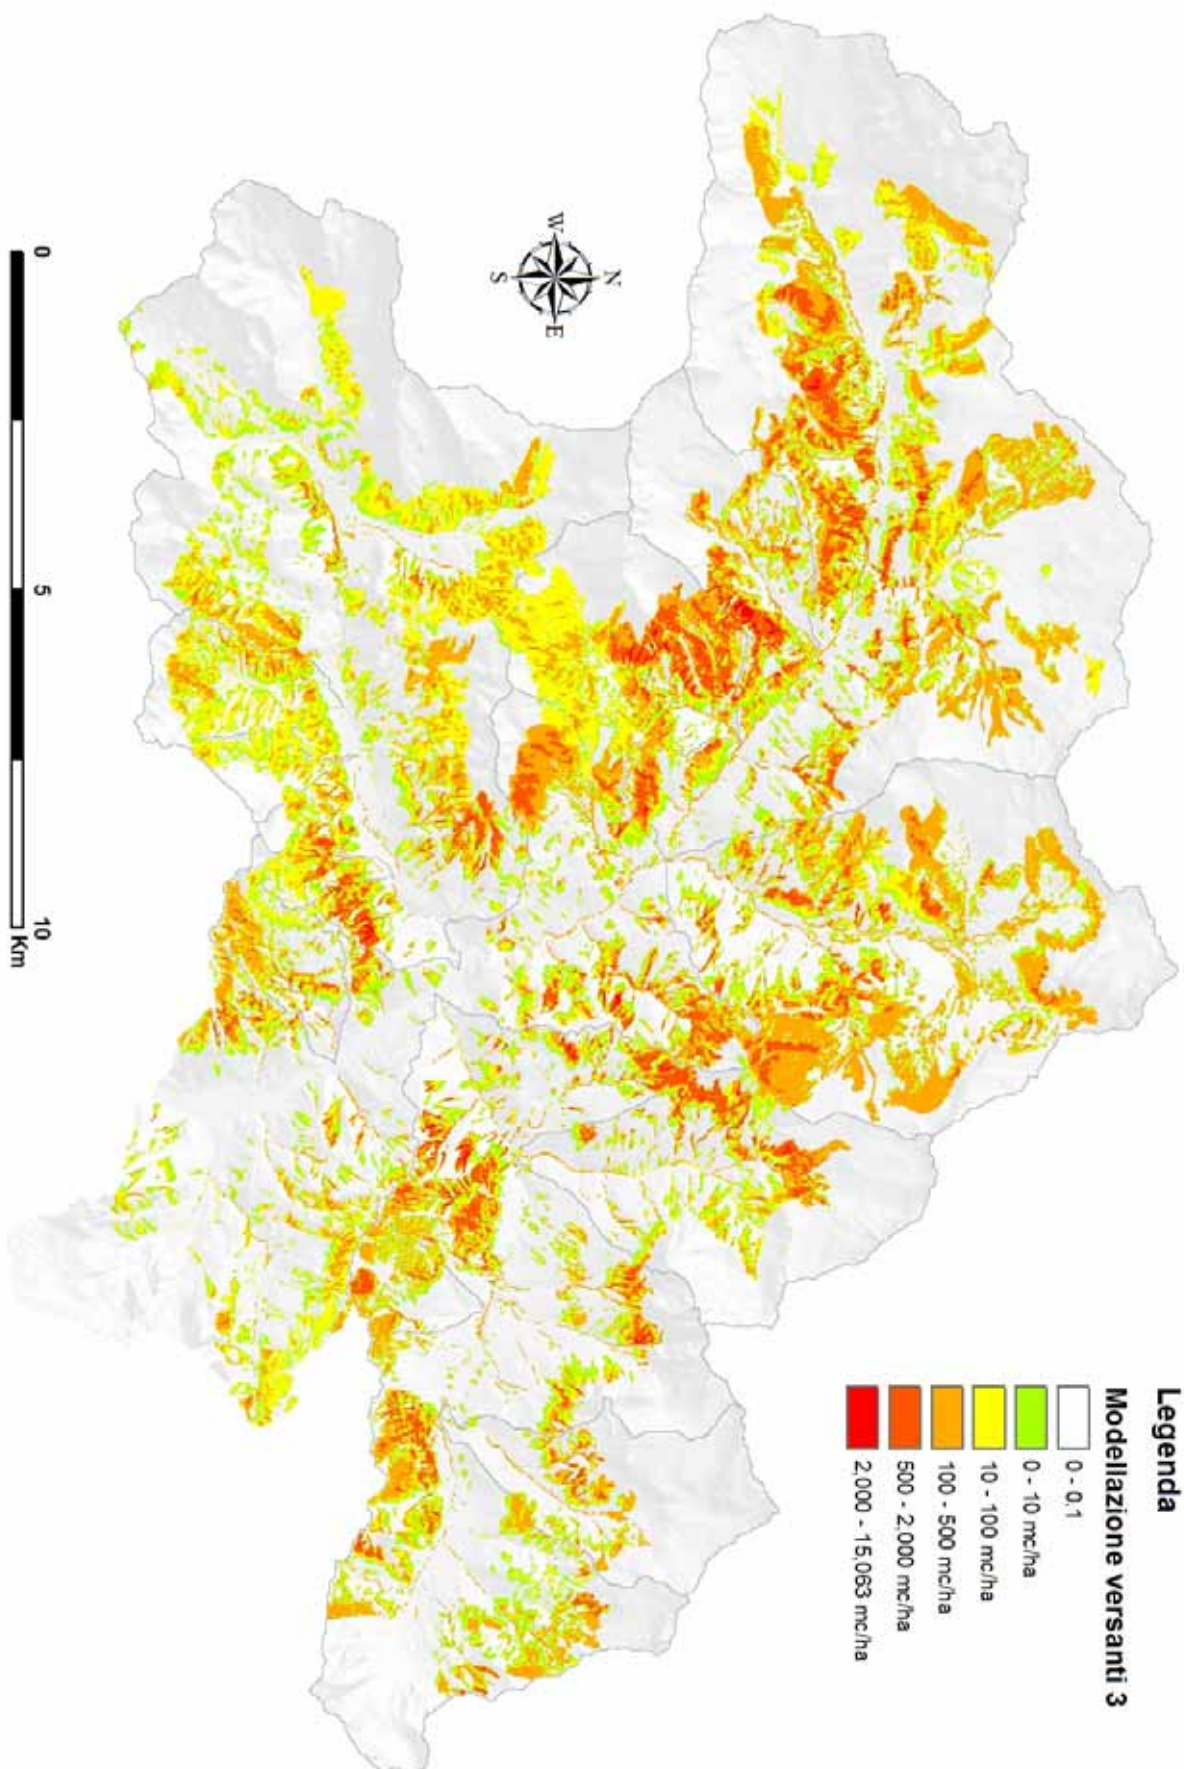 Legenda
Modellazione versanti 3
0 - 0.1
0 - 10 mc/ha
10 - 100 mc/ha
100 - 500 mc/ha
500 - 2,000 mc/ha
2,000 - 15,063 mc/ha
N
W
E
S
0
5
10
Km